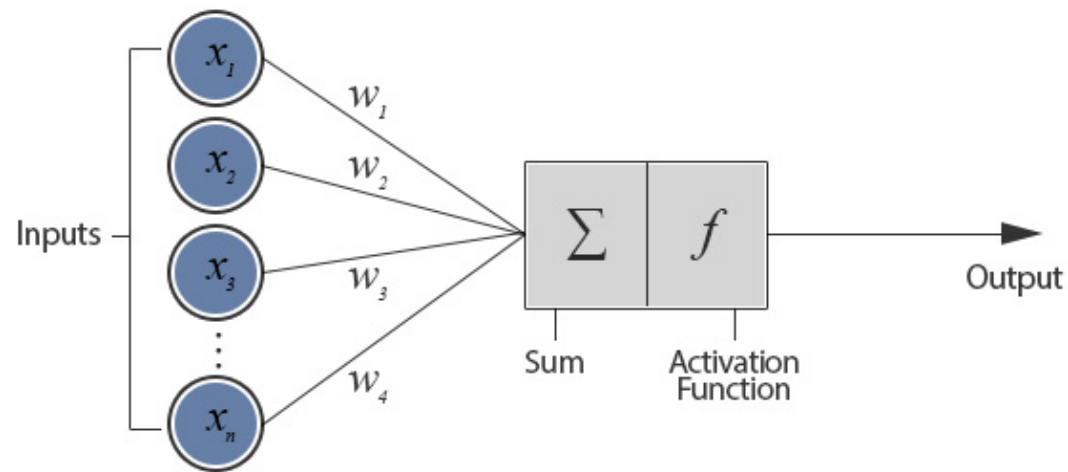 x₁
w₁
x₂
w₂
Inputs
x₃
w₃
∑
f
Output
Sum
Activation
Function
w₄
xₙ